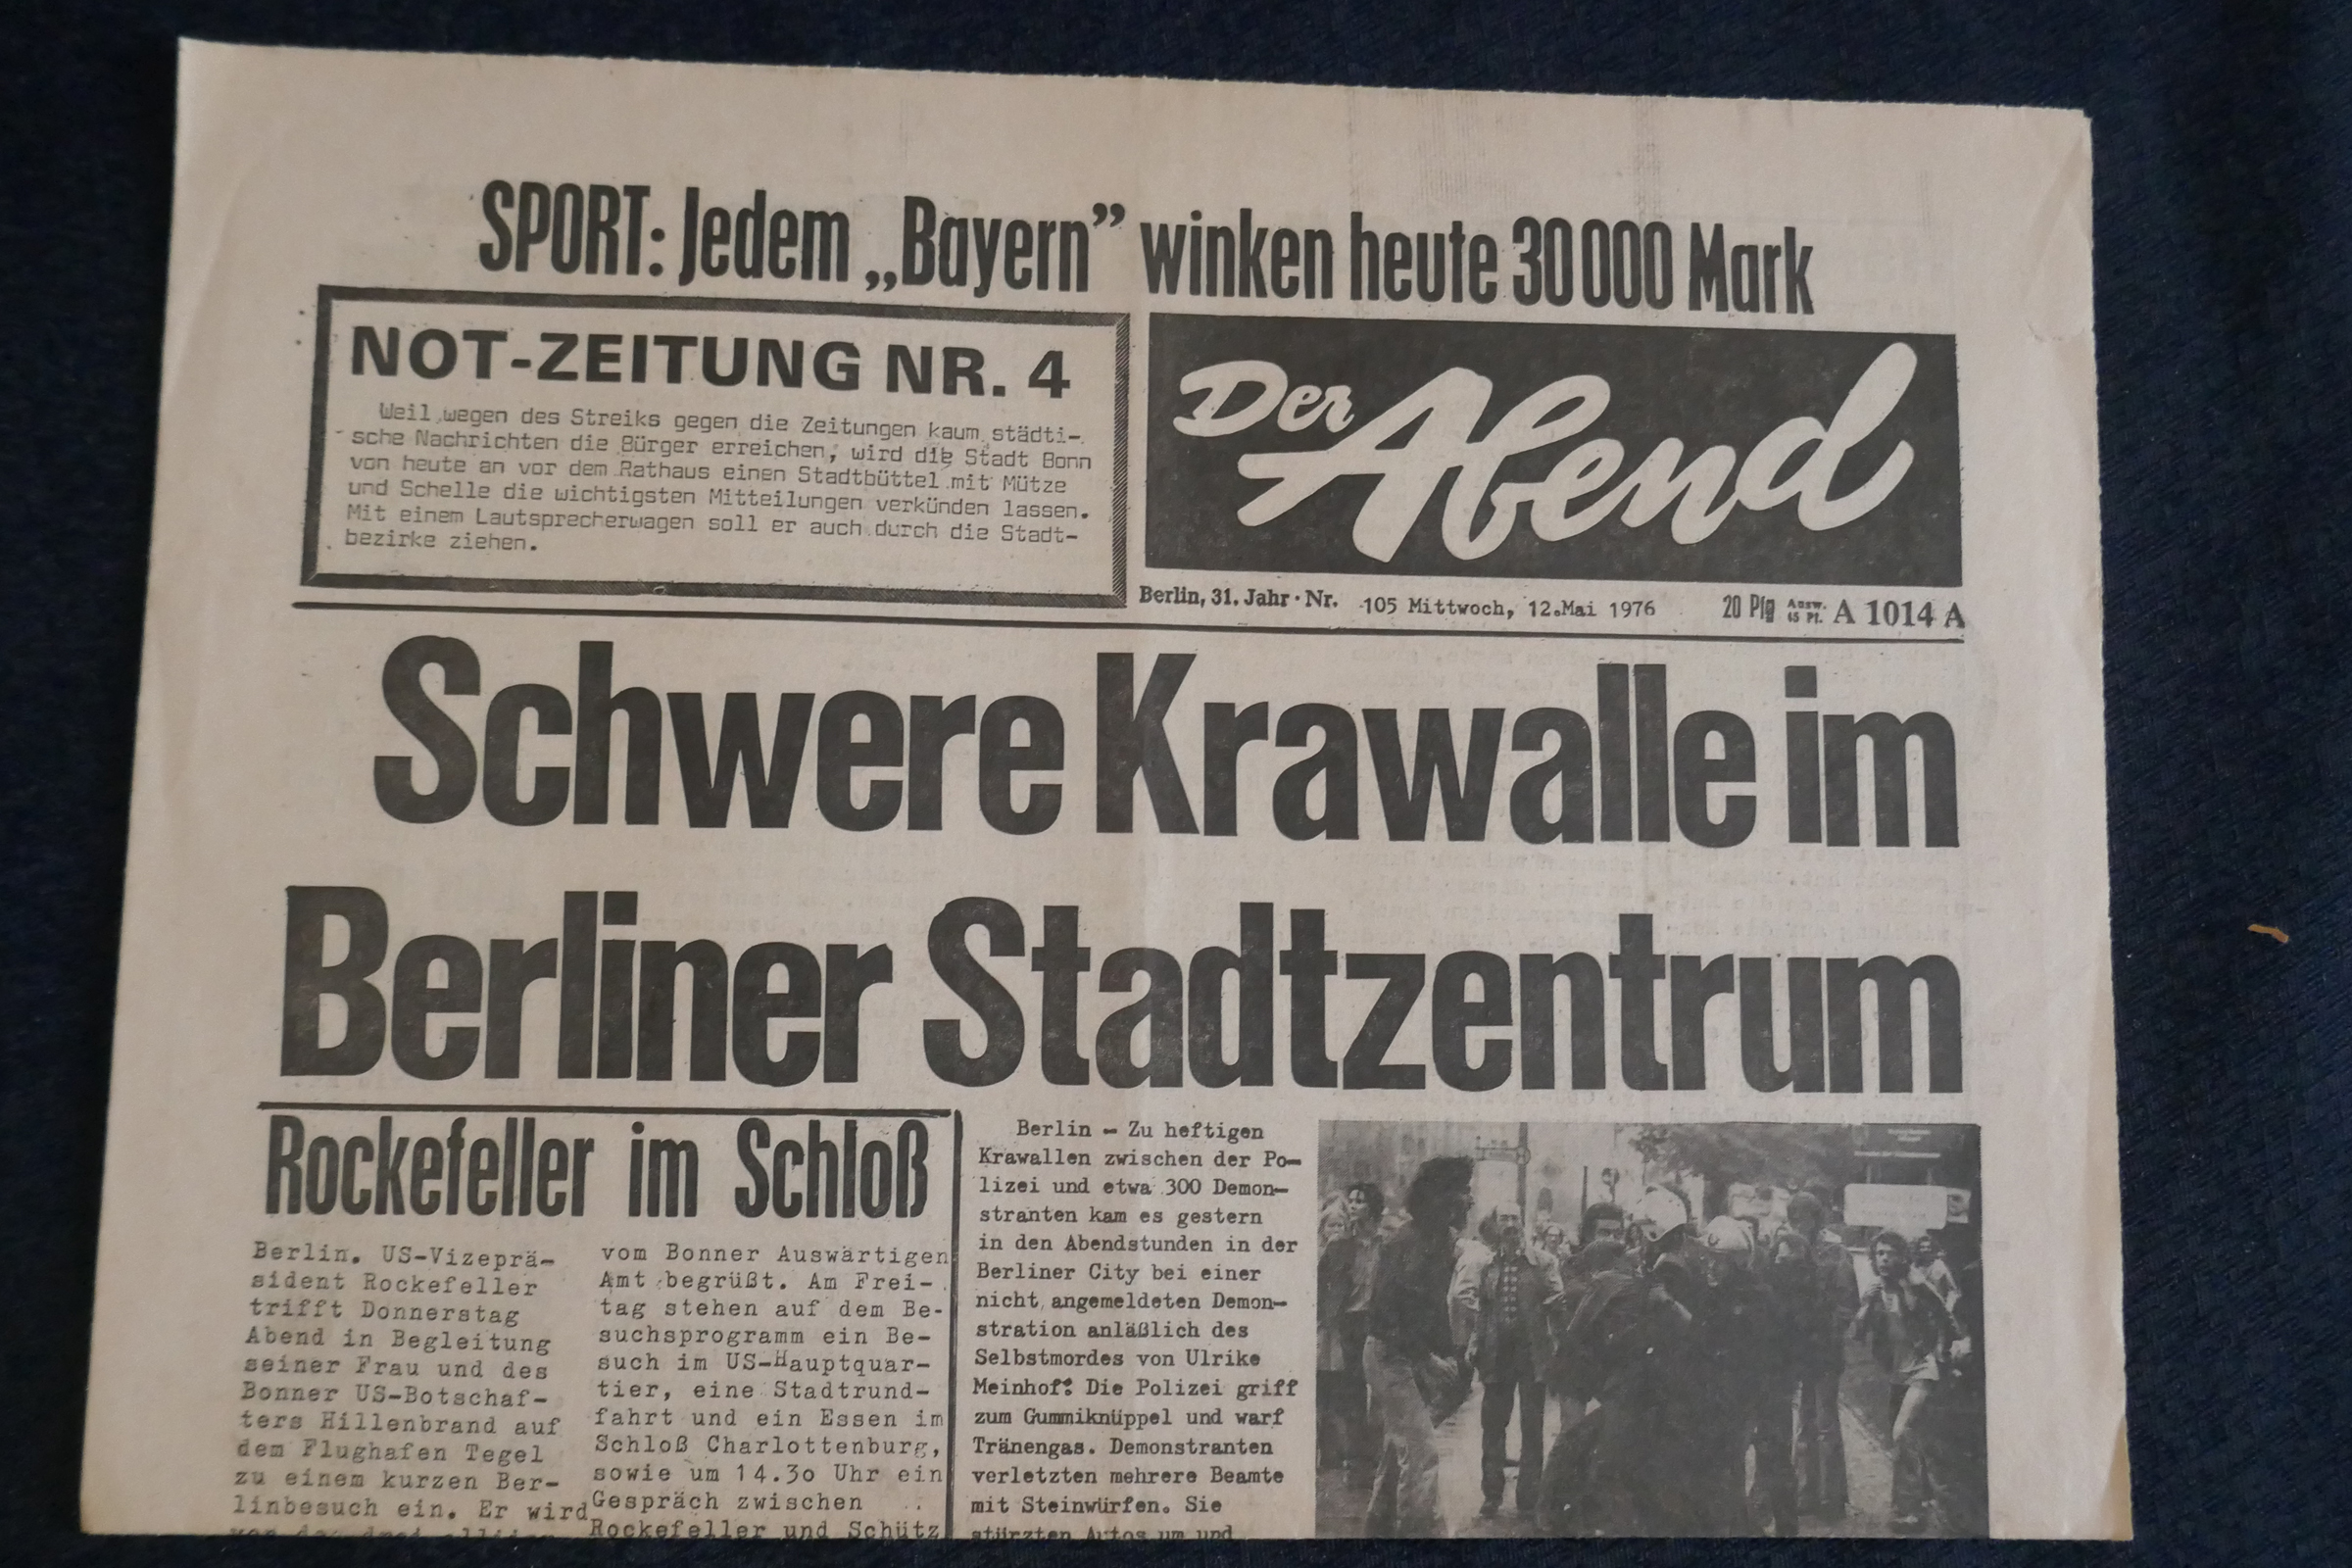 SPORT: Jedem „Bayern” winken heute 30000 Mark
NOT-ZEITUNG NR. 4
Weil wegen des Streiks gegen die Zeitungen kaum städti-
sche Nachrichten die Bürger erreichen, wird die Stadt Bonn
von heute an vor dem Rathaus einen Stadtbüttel mit Mütze
und Schelle die wichtigsten Mitteilungen verkünden lassen.
Mit einem Lautsprecherwagen soll er auch durch die Stadt-
bezirke ziehen.
Der Abend
Berlin, 31. Jahr · Nr. 105 Mittwoch, 12.Mai 1976 20 Pfg Ausw. 45 Pf. A 1014 A
Schwere Krawalle im
Berliner Stadtzentrum
Rockefeller im Schloß
Berlin. US-Vizeprä-
sident Rockefeller
trifft Donnerstag
Abend in Begleitung
seiner Frau und des
Bonner US-Botschaf-
ters Hillenbrand auf
dem Flughafen Tegel
zu einem kurzen Ber-
linbesuch ein. Er wird
von den drei
vom Bonner Auswärtigen
Amt begrüßt. Am Frei-
tag stehen auf dem Be-
suchsprogramm ein Be-
such im US-Hauptquar-
tier, eine Stadtrund-
fahrt und ein Essen im
Schloß Charlottenburg,
sowie um 14.3o Uhr ein
Gespräch zwischen
Rockefeller und Schütz
Berlin - Zu heftigen
Krawallen zwischen der Po-
lizei und etwa 300 Demon-
stranten kam es gestern
in den Abendstunden in der
Berliner City bei einer
nicht angemeldeten Demon-
stration anläßlich des
Selbstmordes von Ulrike
Meinhof. Die Polizei griff
zum Gummiknüppel und warf
Tränengas. Demonstranten
verletzten mehrere Beamte
mit Steinwürfen. Sie
stürzten Autos um und